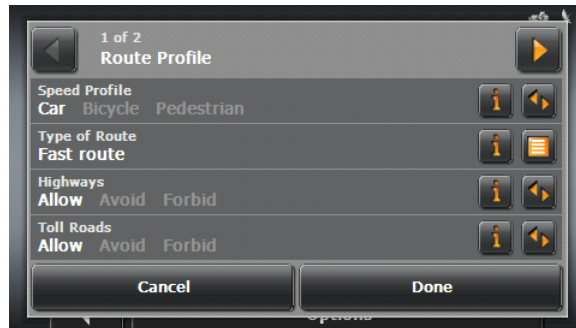 1 of 2
Route Profile
Speed Profile
Car Bicycle Pedestrian
Type of Route
Fast route
Highways
Allow Avoid Forbid
Toll Roads
Allow Avoid Forbid
Cancel Done
Options